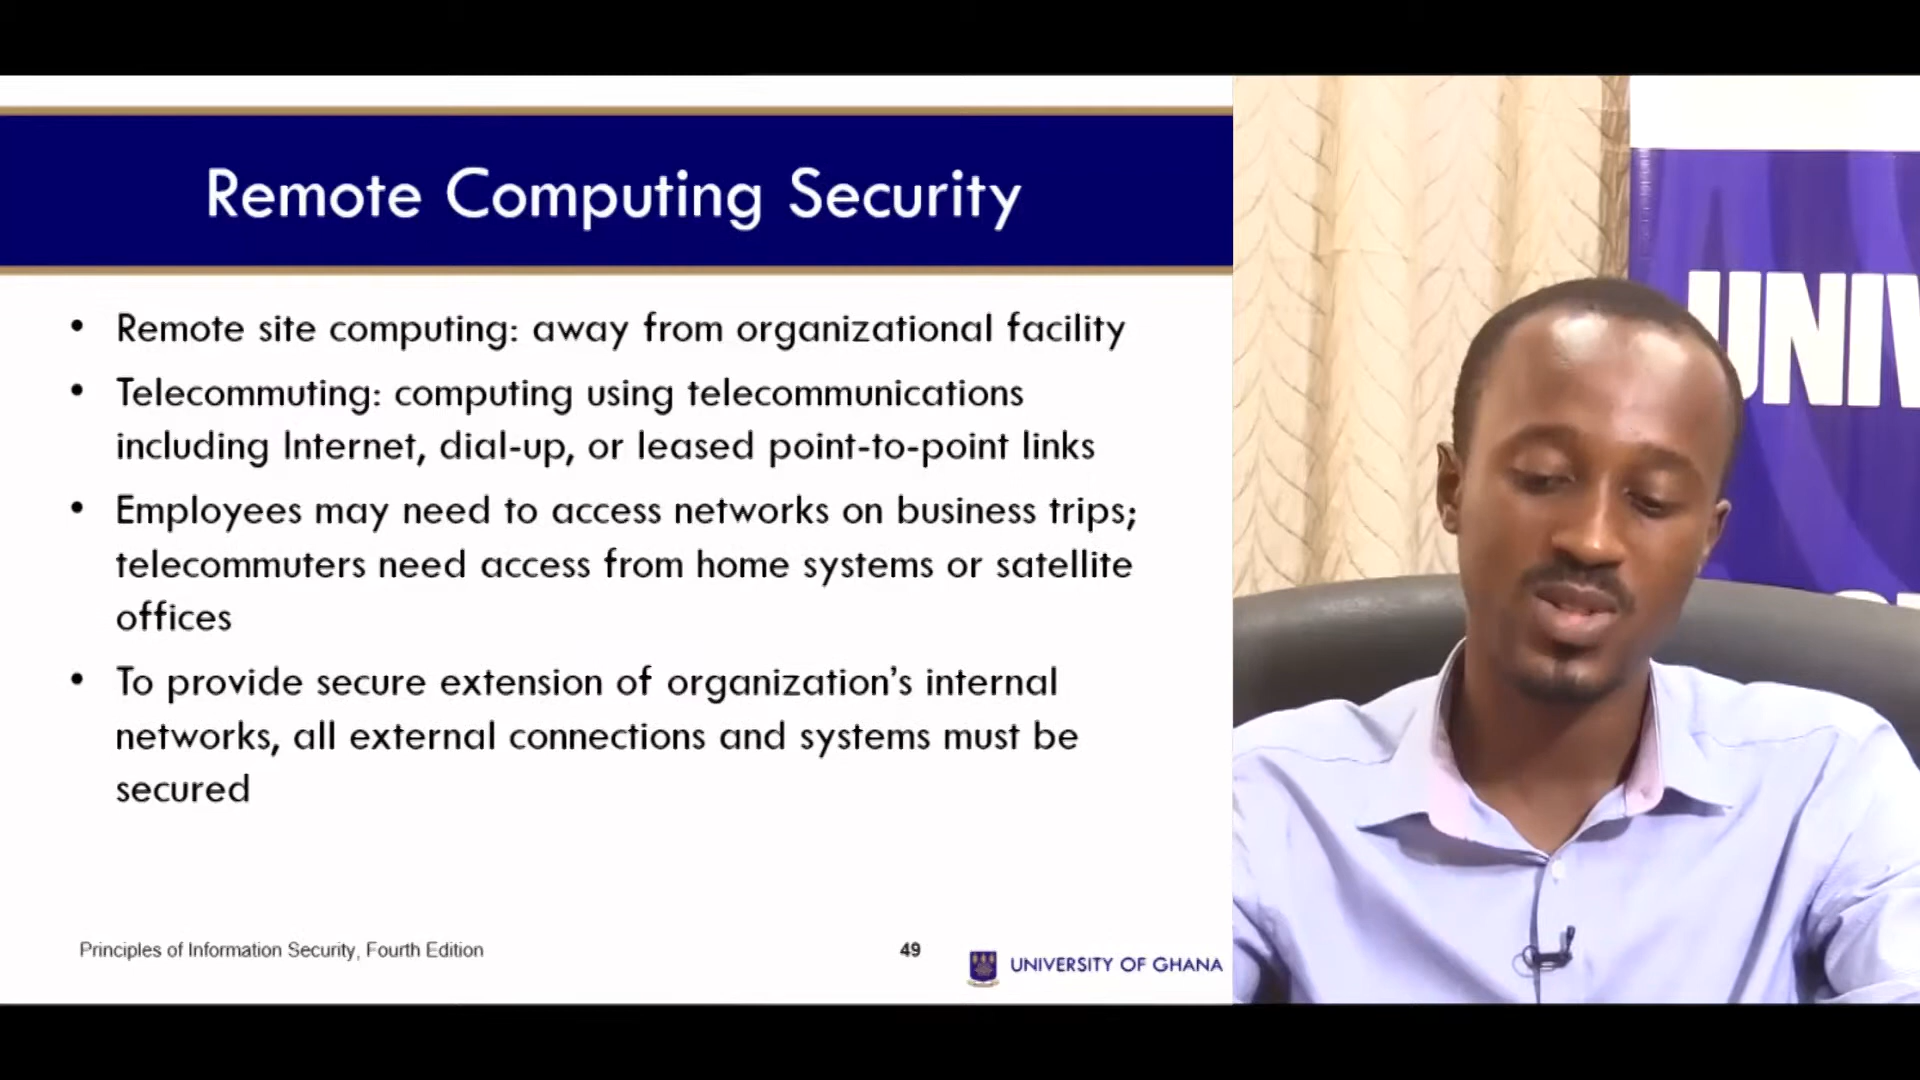 Remote Computing Security
• Remote site computing: away from organizational facility
• Telecommuting: computing using telecommunications
including Internet, dial-up, or leased point-to-point links
• Employees may need to access networks on business trips;
telecommuters need access from home systems or satellite
offices
• To provide secure extension of organization's internal
networks, all external connections and systems must be
secured
Principles of Information Security, Fourth Edition
49
UNIVERSITY OF GHANA
UNIV